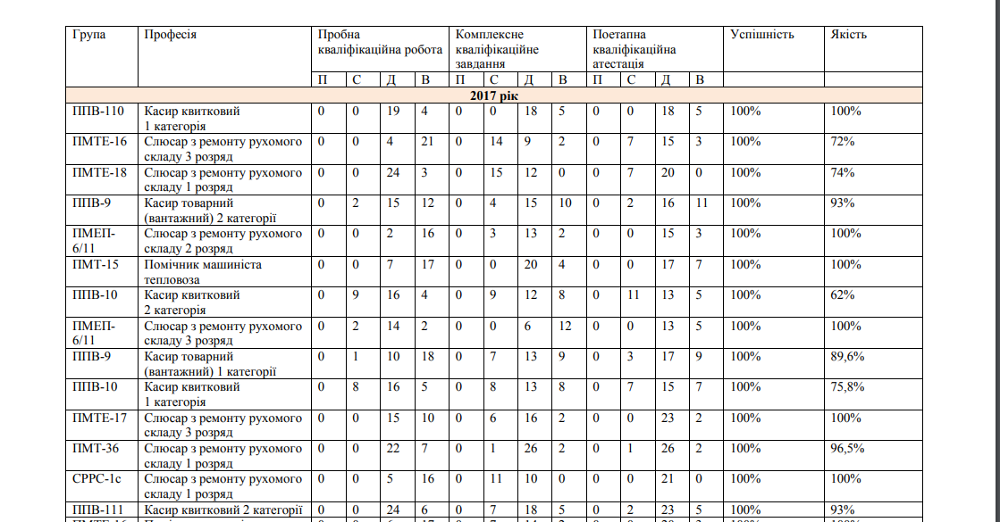 Група Професія Пробна Комплексне Поетапна Успішність Якість
кваліфікаційна робота кваліфікаційне кваліфікаційна
завдання атестація
П С Д В П С Д В П С Д В
2017 рік
ППВ-110 Касир квитковий 0 0 19 4 0 0 18 5 0 0 18 5 100% 100%
1 категорія
ПМТЕ-16 Слюсар з ремонту рухомого 0 0 4 21 0 14 9 2 0 7 15 3 100% 72%
складу 3 розряд
ПМТЕ-18 Слюсар з ремонту рухомого 0 0 24 3 0 15 12 0 0 7 20 0 100% 74%
складу 1 розряд
ППВ-9 Касир товарний 0 2 15 12 0 4 15 10 0 2 16 11 100% 93%
(вантажний) 2 категорії
ПМЕП- Слюсар з ремонту рухомого 0 0 2 16 0 3 13 2 0 0 15 3 100% 100%
6/11 складу 2 розряд
ПМТ-15 Помічник машиніста 0 0 7 17 0 0 20 4 0 0 17 7 100% 100%
тепловоза
ППВ-10 Касир квитковий 0 9 16 4 0 9 12 8 0 11 13 5 100% 62%
2 категорія
ПМЕП- Слюсар з ремонту рухомого 0 2 14 2 0 0 6 12 0 0 13 5 100% 100%
6/11 складу 3 розряд
ППВ-9 Касир товарний 0 1 10 18 0 7 13 9 0 3 17 9 100% 89,6%
(вантажний) 1 категорії
ППВ-10 Касир квитковий 0 8 16 5 0 8 13 8 0 7 15 7 100% 75,8%
1 категорія
ПМТЕ-17 Слюсар з ремонту рухомого 0 0 15 10 0 6 16 2 0 0 23 2 100% 100%
складу 3 розряд
ПМТ-36 Слюсар з ремонту рухомого 0 0 22 7 0 1 26 2 0 1 26 2 100% 96,5%
складу 1 розряд
СРРС-1с Слюсар з ремонту рухомого 0 0 5 16 0 11 10 0 0 0 21 0 100% 100%
складу 1 розряд
ППВ-111 Касир квитковий 2 категорії 0 0 24 6 0 7 18 5 0 2 23 5 100% 93%